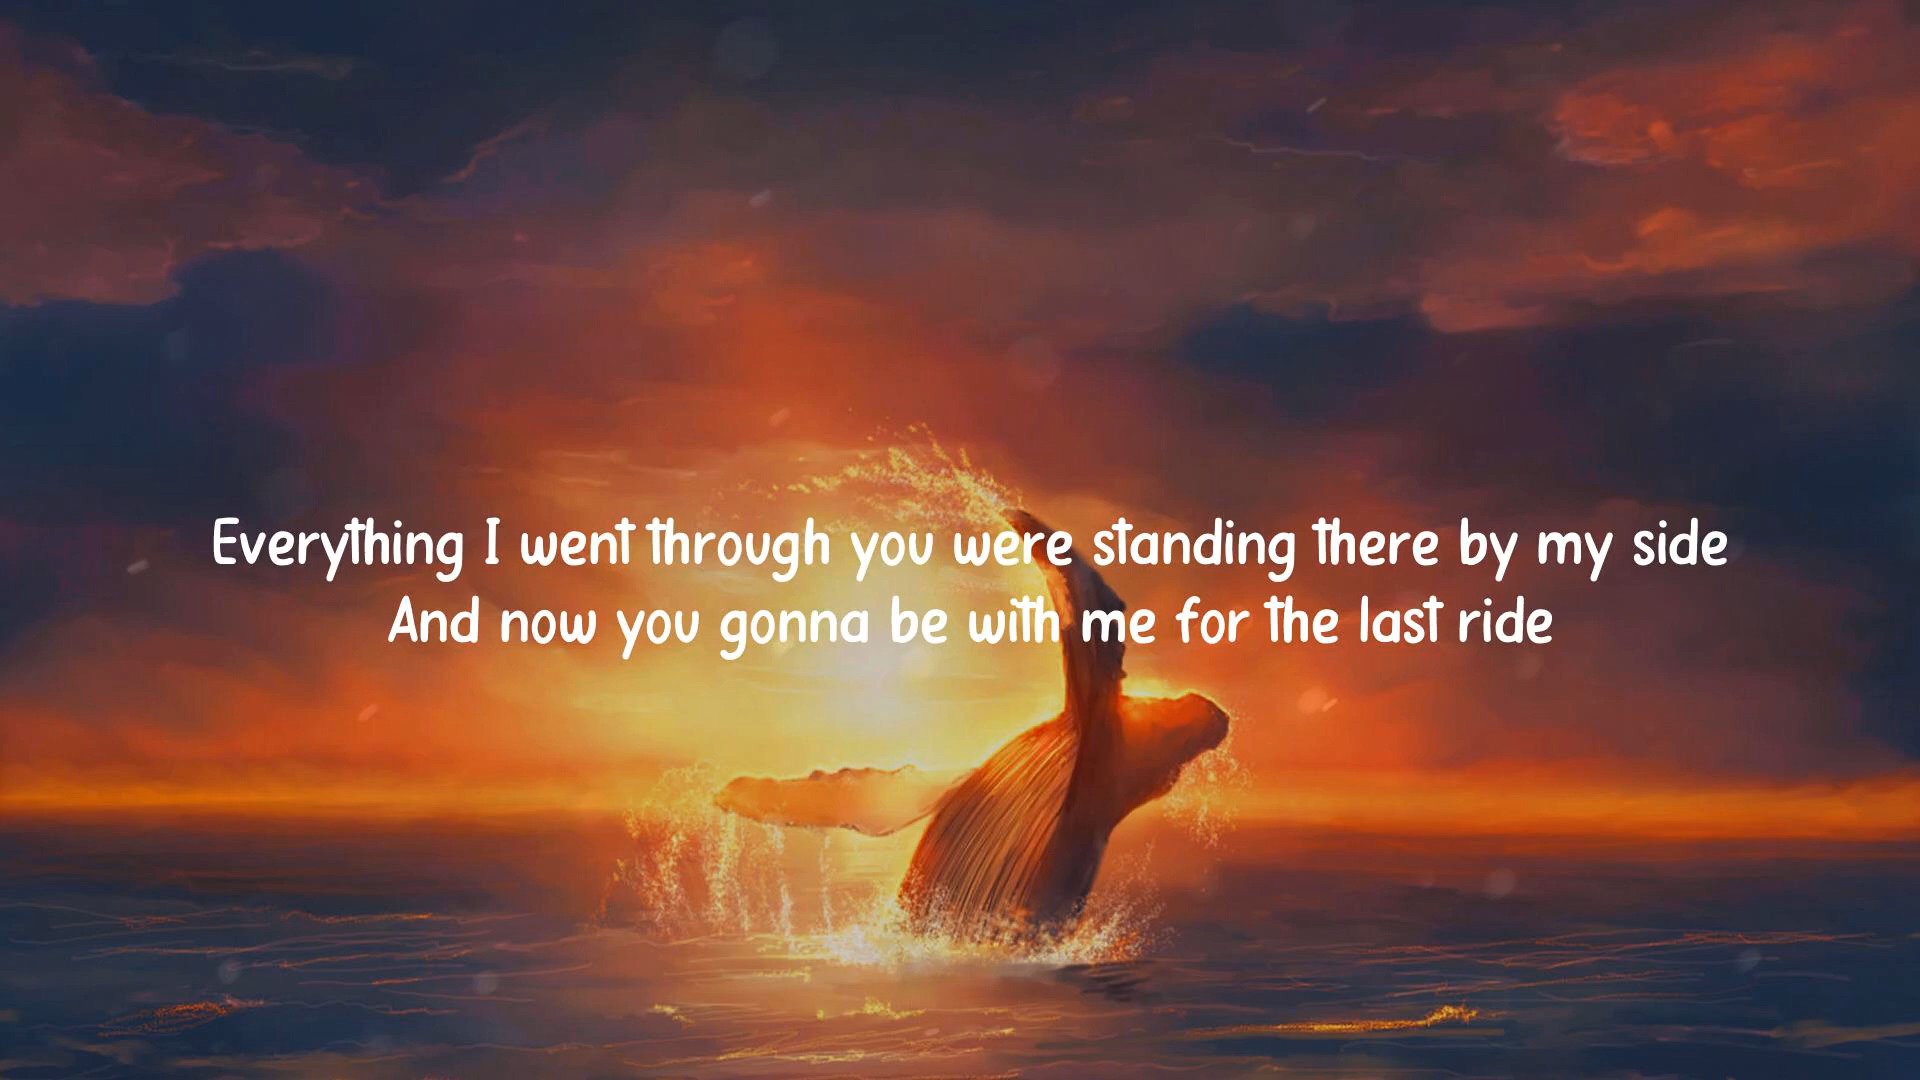 Everything I went through you were standing there by my side
And now you gonna be with me for the last ride